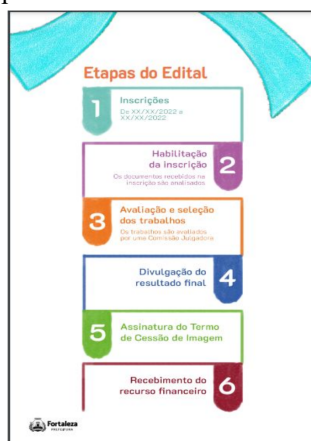 Etapas do Edital
1
Inscrições
De XX/XX/2022 a
XX/XX/2022
Habilitação
da inscrição
2
Os documentos recebidos na
inscrição são analisados
3
Avaliação e seleção
dos trabalhos
Os trabalhos são avaliados
por uma Comissão Julgadora
Divulgação do
resultado final
4
5
Assinatura do Termo
de Cessão de Imagem
Recebimento do
recurso financeiro
6
Fortaleza
PREFEITURA